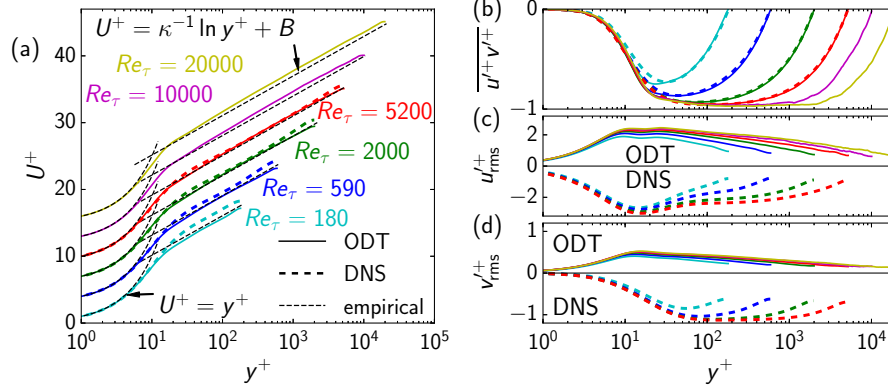 (a)
U⁺ = κ⁻¹ ln y⁺ + B
Re_τ = 20000
Re_τ = 10000
Re_τ = 5200
Re_τ = 2000
Re_τ = 590
Re_τ = 180
ODT
DNS
empirical
U⁺ = y⁺
U⁺
0
10
20
30
40
10⁰
10¹
10²
10³
10⁴
10⁵
y⁺
(b)
u′⁺v′⁺
0
−1
(c)
u′⁺rms
2
0
2
ODT
DNS
(d)
v′⁺rms
1
0
−1
ODT
DNS
10⁰
10¹
10²
10³
10⁴
y⁺